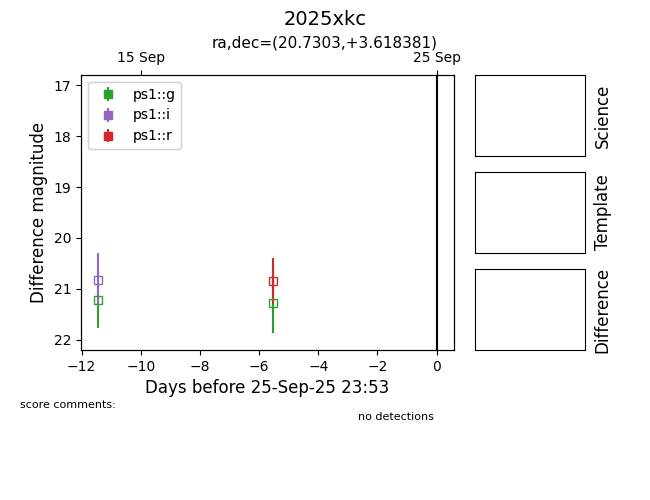 2025xkc
ra,dec=(20.7303,+3.618381)
15 Sep
25 Sep
ps1::g
ps1::i
ps1::r
17
18
19
20
21
22
Difference magnitude
−12
−10
−8
−6
−4
−2
0
Days before 25-Sep-25 23:53
Science
Template
Difference
score comments:
no detections